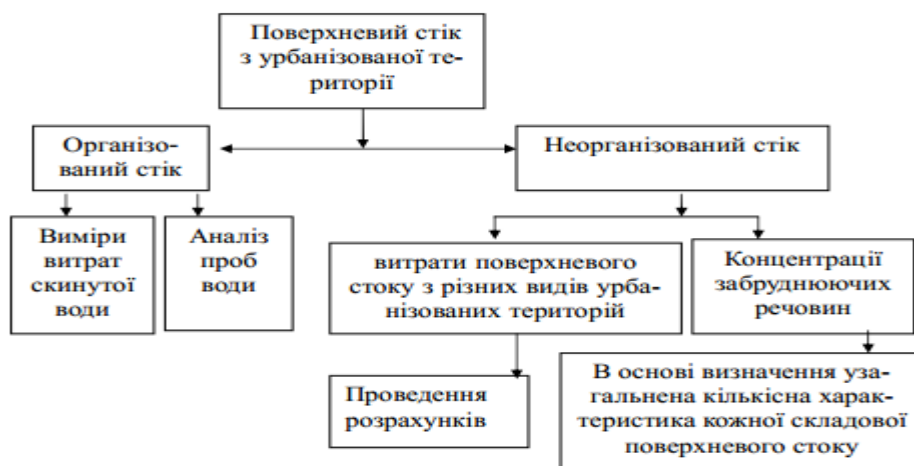 Поверхневий стік
з урбанізованої те-
риторії
Організо-
ваний стік
Неорганізований стік
Виміри
витрат
скинутої
води
Аналіз
проб
води
витрати поверхневого
стоку з різних видів урба-
нізованих територій
Концентрації
забруднюючих
речовин
Проведення
розрахунків
В основі визначення уза-
гальнена кількісна харак-
теристика кожної складової
поверхневого стоку